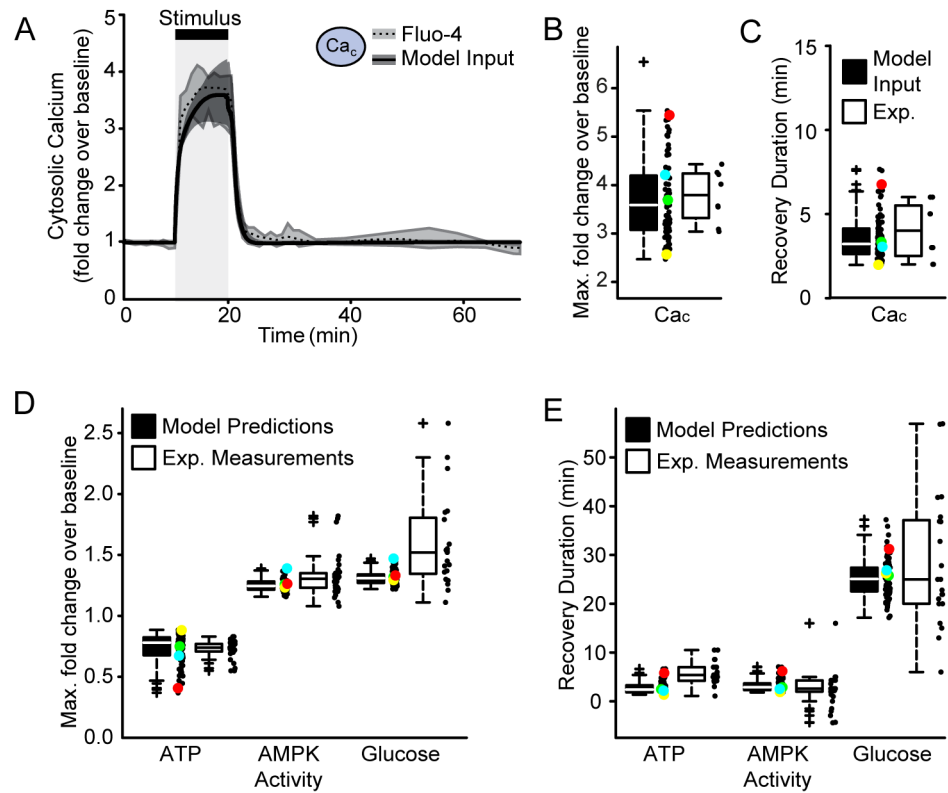 A
Stimulus
Ca c
Fluo-4
Model Input
Cytosolic Calcium
(fold change over baseline)
5
4
3
2
1
0
0
20
40
60
Time (min)
B
Max. fold change over baseline
6
5
4
3
2
Ca c
C
Recovery Duration (min)
15
10
5
0
Model
Input
Exp.
Ca c
D
Max. fold change over baseline
2.5
2.0
1.5
1.0
0.5
0.0
Model Predictions
Exp. Measurements
ATP
AMPK
Activity
Glucose
E
Recovery Duration (min)
50
40
30
20
10
0
Model Predictions
Exp. Measurements
ATP
AMPK
Activity
Glucose